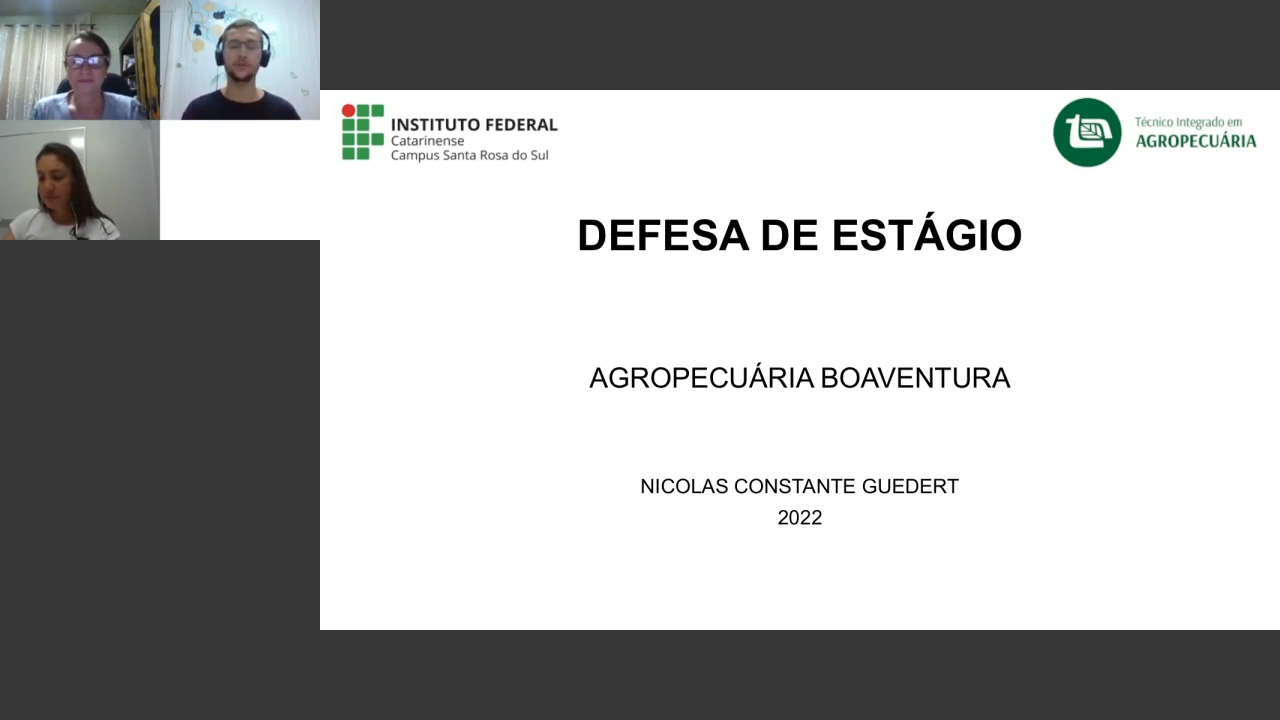 INSTITUTO FEDERAL
Catarinense
Campus Santa Rosa do Sul
Técnico Integrado em
AGROPECUÁRIA
DEFESA DE ESTÁGIO
AGROPECUÁRIA BOAVENTURA
NICOLAS CONSTANTE GUEDERT
2022